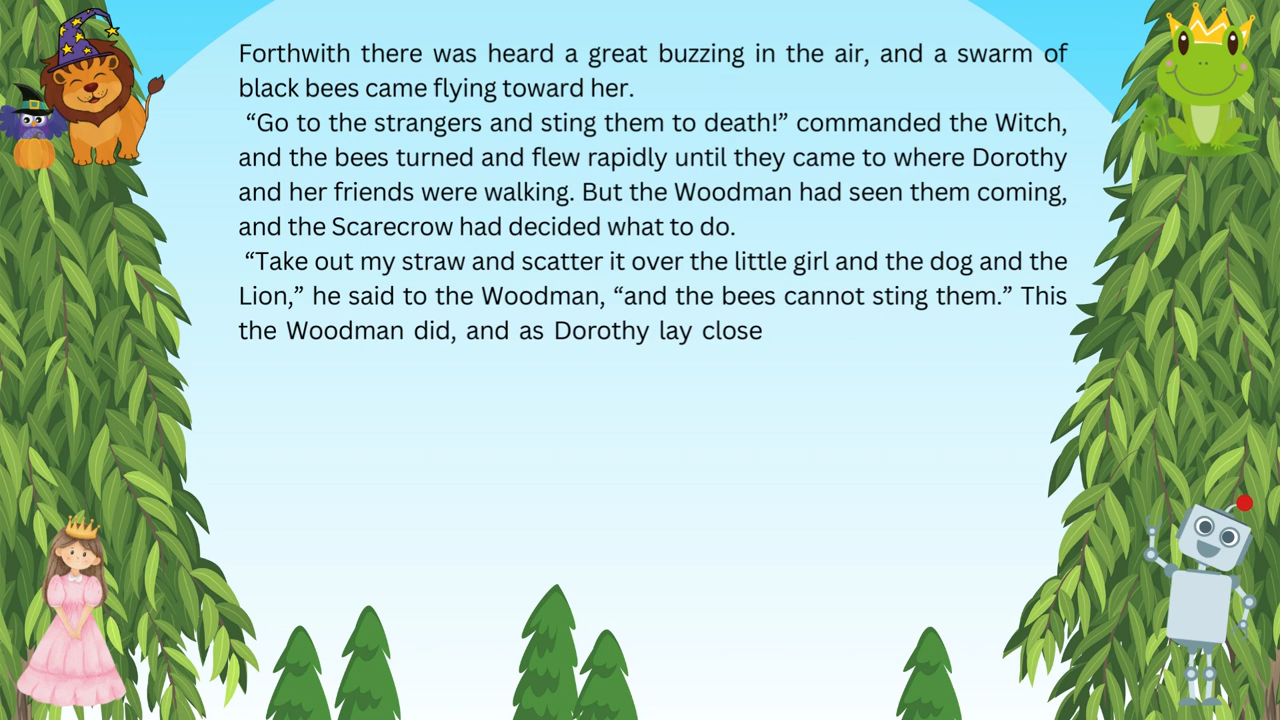 Forthwith there was heard a great buzzing in the air, and a swarm of
black bees came flying toward her.
“Go to the strangers and sting them to death!” commanded the Witch,
and the bees turned and flew rapidly until they came to where Dorothy
and her friends were walking. But the Woodman had seen them coming,
and the Scarecrow had decided what to do.
“Take out my straw and scatter it over the little girl and the dog and the
Lion,” he said to the Woodman, “and the bees cannot sting them.” This
the Woodman did, and as Dorothy lay close